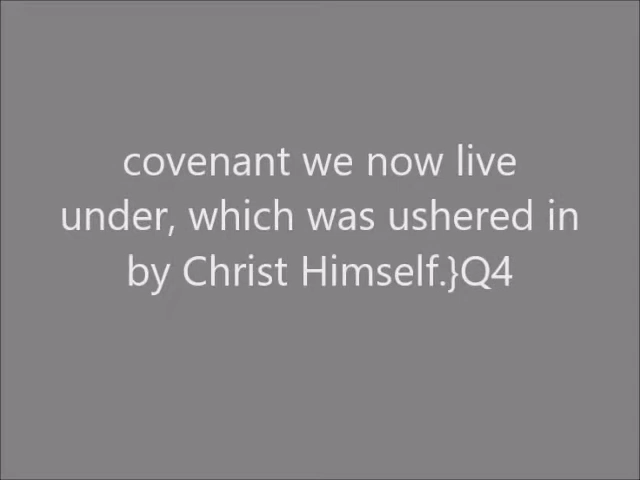 covenant we now live
under, which was ushered in
by Christ Himself.}Q4